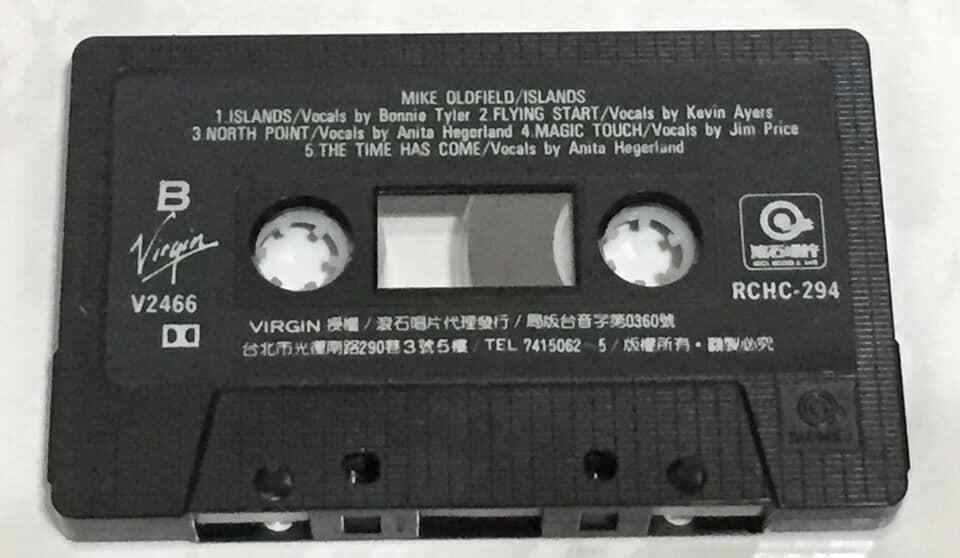 MIKE OLDFIELD/ISLANDS
1.ISLANDS/Vocals by Bonnie Tyler 2.FLYING START/Vocals by Kevin Ayers
3 NORTH POINT/Vocals by Anita Hegerland 4.MAGIC TOUCH/Vocals by Jim Price
5 THE TIME HAS COME/Vocals by Anita Hegerland
B
Virgin
V2466
滾石唱片
RCHC-294
VIRGIN 授權/滾石唱片代理發行/局版台音字第0360號
台北市光復南路290巷3號5樓/TEL 7415062-5/版權所有・翻製必究